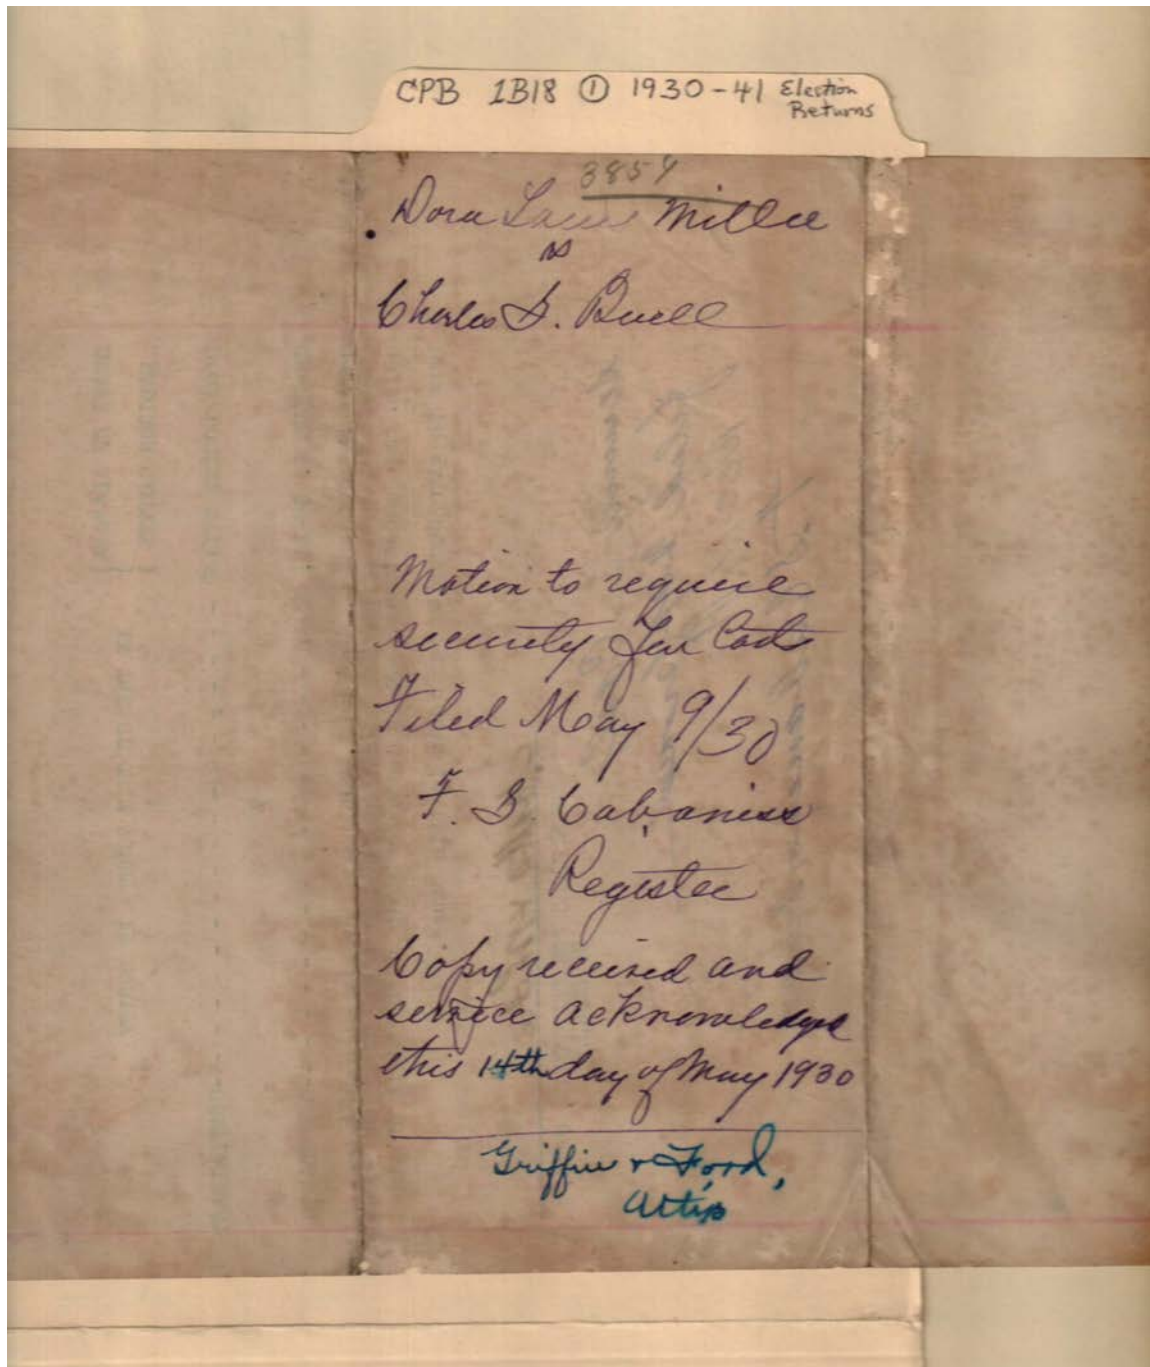 CPB 1B18 ① 1930-41 Election
Returns
3854
Dora Miller
vs
Charles S. Buell
Motion to require
security for Costs
Filed May 9/30
F. S. Cabaniss
Register
Copy received and
service acknowledged
this 14th day of May 1930
Griffin & Ford,
Attys